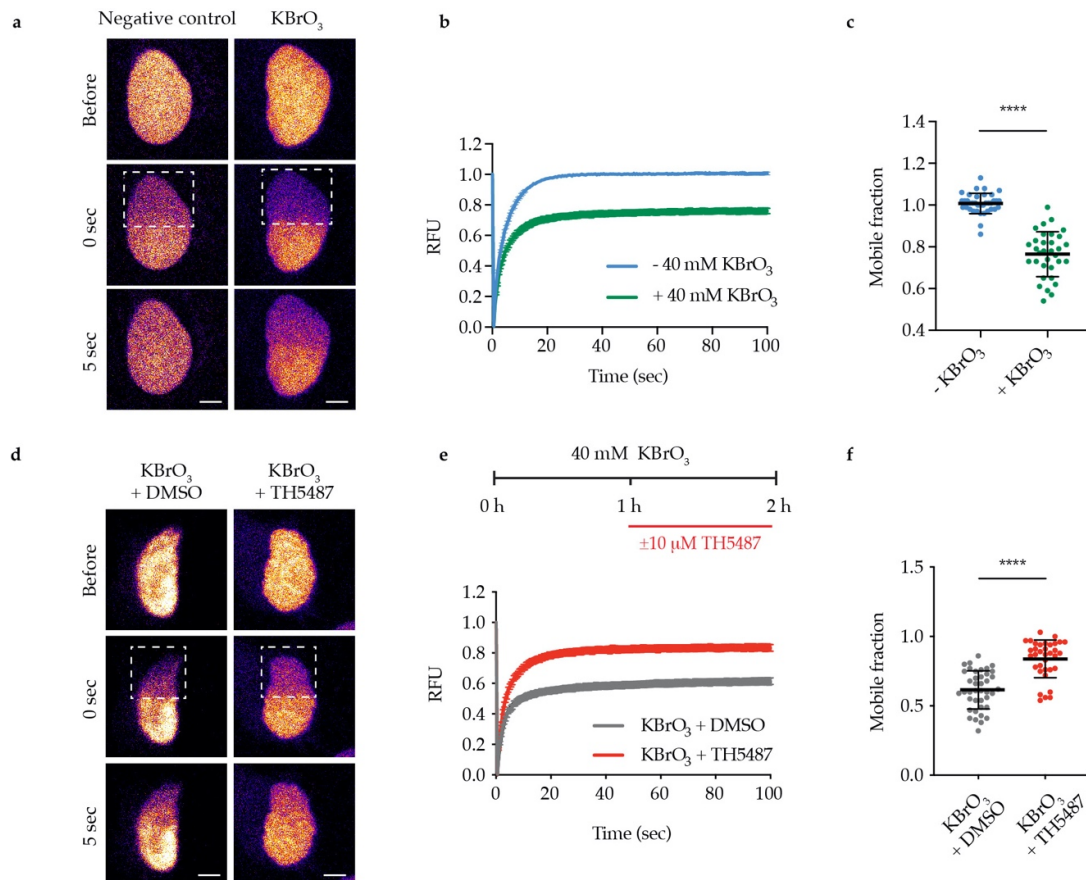 a
Negative control
KBrO₃
Before
0 sec
5 sec
b
1.2
1.0
0.8
0.6
0.4
0.2
0.0
RFU
- 40 mM KBrO₃
+ 40 mM KBrO₃
0 20 40 60 80 100
Time (sec)
c
****
1.4
1.2
1.0
0.8
0.6
0.4
Mobile fraction
- KBrO₃
+ KBrO₃
d
KBrO₃
+ DMSO
KBrO₃
+ TH5487
Before
0 sec
5 sec
e
40 mM KBrO₃
0 h 1 h 2 h
±10 µM TH5487
1.2
1.0
0.8
0.6
0.4
0.2
0.0
RFU
KBrO₃ + DMSO
KBrO₃ + TH5487
0 20 40 60 80 100
Time (sec)
f
****
1.5
1.0
0.5
0.0
Mobile fraction
KBrO₃
+ DMSO
KBrO₃
+ TH5487